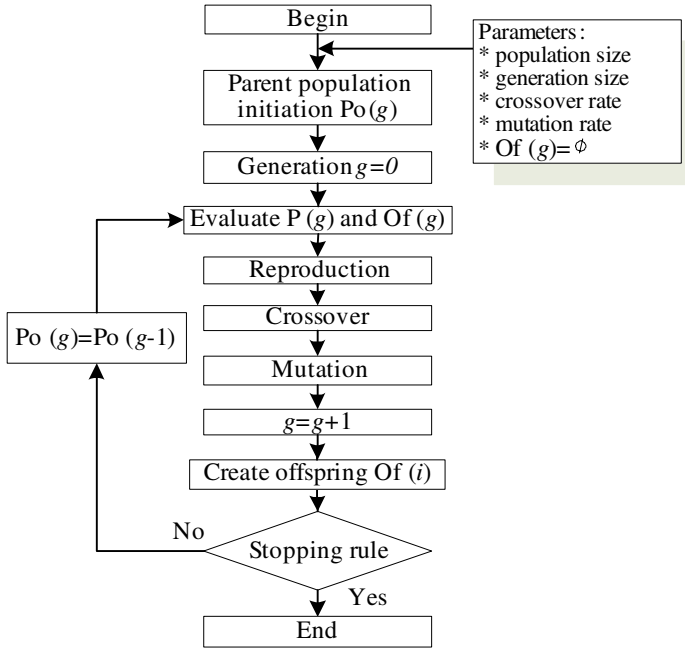 Begin
Parameters:
* population size
* generation size
* crossover rate
* mutation rate
* Of (g)= ϕ
Parent population
initiation Po(g)
Generation g=0
Evaluate P (g) and Of (g)
Reproduction
Crossover
Po (g)=Po (g-1)
Mutation
g=g+1
Create offspring Of (i)
No
Stopping rule
Yes
End